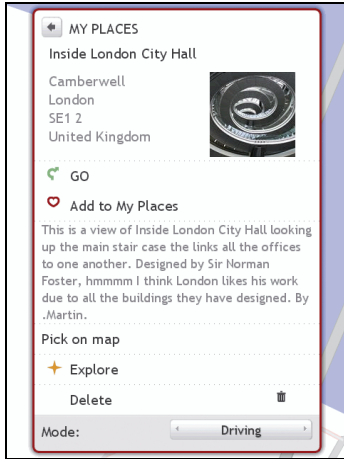 MY PLACES
Inside London City Hall
Camberwell
London
SE1 2
United Kingdom
GO
Add to My Places
This is a view of Inside London City Hall looking
up the main stair case the links all the offices
to one another. Designed by Sir Norman
Foster, hmmmm I think London likes his work
due to all the buildings they have designed. By
.Martin.
Pick on map
Explore
Delete
Mode:
Driving